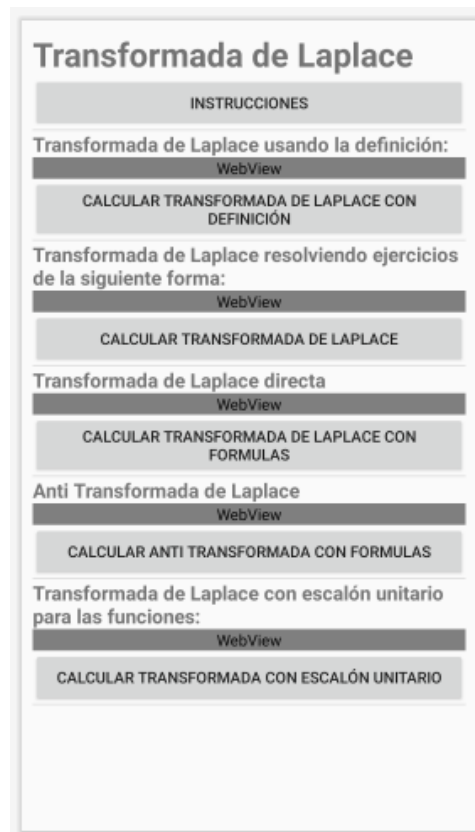 Transformada de Laplace
INSTRUCCIONES
Transformada de Laplace usando la definición:
WebView
CALCULAR TRANSFORMADA DE LAPLACE CON
DEFINICIÓN
Transformada de Laplace resolviendo ejercicios
de la siguiente forma:
WebView
CALCULAR TRANSFORMADA DE LAPLACE
Transformada de Laplace directa
WebView
CALCULAR TRANSFORMADA DE LAPLACE CON
FORMULAS
Anti Transformada de Laplace
WebView
CALCULAR ANTI TRANSFORMADA CON FORMULAS
Transformada de Laplace con escalón unitario
para las funciones:
WebView
CALCULAR TRANSFORMADA CON ESCALÓN UNITARIO